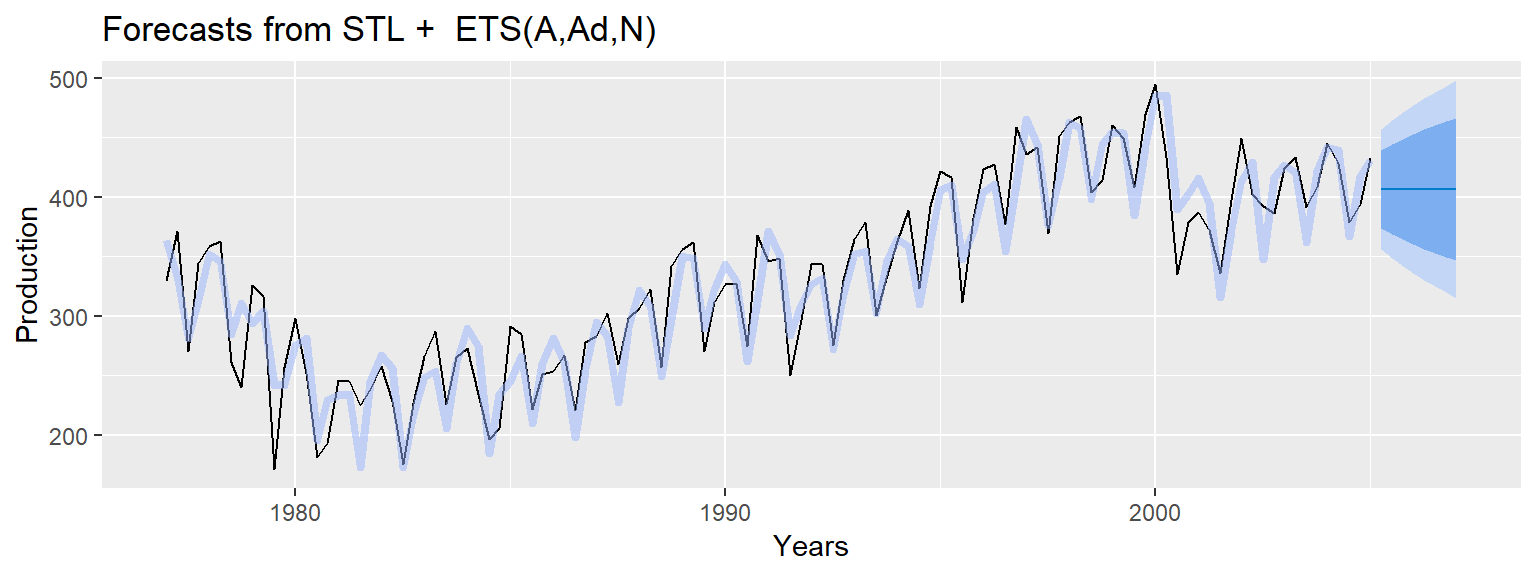 Forecasts from STL +  ETS(A,Ad,N)
500
400
300
200
Production
1980
1990
2000
Years